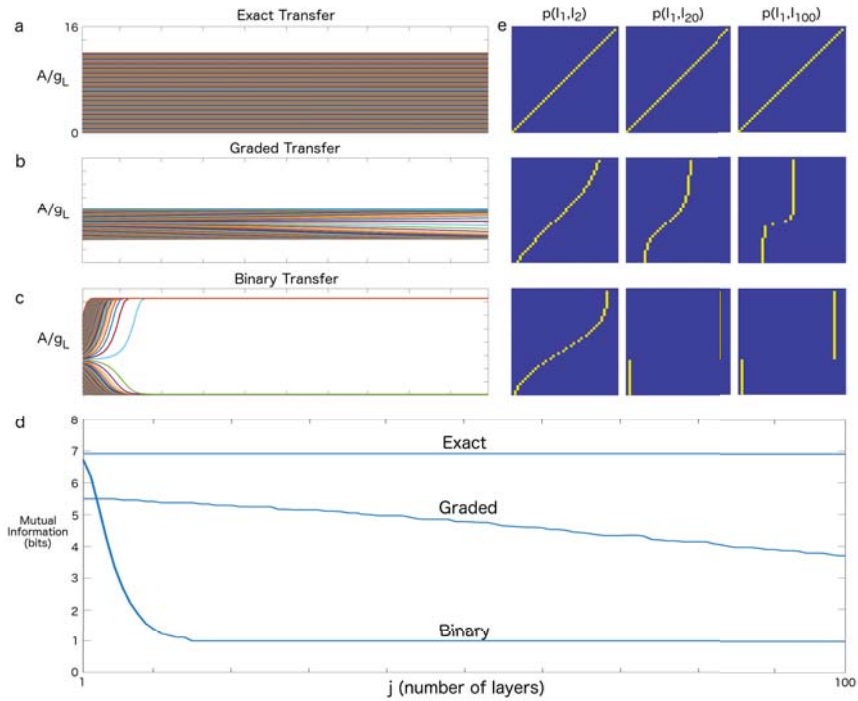 a
Exact Transfer
16
A/gL
0
b
Graded Transfer
A/gL
c
Binary Transfer
A/gL
e
p(I1,I2)
p(I1,I20)
p(I1,I100)
d
8
7
6
5
4
3
2
1
0
Mutual
Information
(bits)
Exact
Graded
Binary
1
100
j (number of layers)